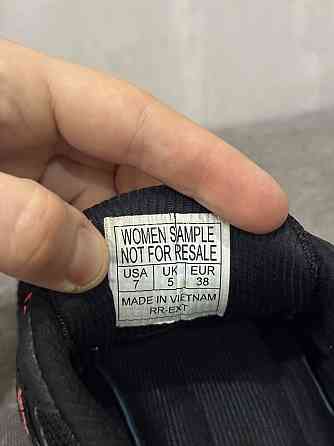 WOMEN SAMPLE
NOT FOR RESALE
USA UK EUR
7 5 38
MADE IN VIETNAM
RR-EXT